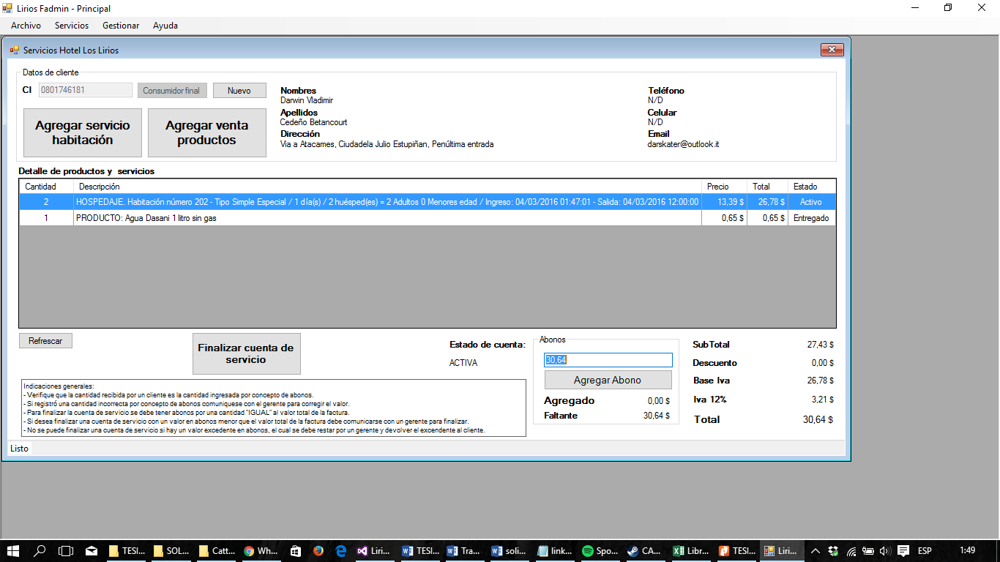 Lirios Fadmin - Principal
Archivo Servicios Gestionar Ayuda
Servicios Hotel Los Lirios
Datos de cliente
CI 0801746181 Consumidor final Nuevo
Agregar servicio habitación
Agregar venta productos
Nombres
Darwin Vladimir
Apellidos
Cedeño Betancourt
Dirección
Via a Atacames, Ciudadela Julio Estupiñan, Penúltima entrada
Teléfono
N/D
Celular
N/D
Email
darskater@outlook.it
Detalle de productos y servicios
Cantidad Descripción Precio Total Estado
2 HOSPEDAJE. Habitación número 202 - Tipo Simple Especial / 1 día(s) / 2 huésped(es) = 2 Adultos 0 Menores edad / Ingreso: 04/03/2016 01:47:01 - Salida: 04/03/2016 12:00:00 13,39 $ 26,78 $ Activo
1 PRODUCTO: Agua Dasani 1 litro sin gas 0,65 $ 0,65 $ Entregado
Refrescar
Finalizar cuenta de servicio
Estado de cuenta:
ACTIVA
Abonos
30,64
Agregar Abono
Agregado 0,00 $
Faltante 30,64 $
SubTotal 27,43 $
Descuento 0,00 $
Base Iva 26,78 $
Iva 12% 3,21 $
Total 30,64 $
Indicaciones generales:
- Verifique que la cantidad recibida por un cliente es la cantidad ingresada por concepto de abonos.
- Si registró una cantidad incorrecta por concepto de abonos comuniquese con el gerente para corregir el valor.
- Para finalizar la cuenta de servicio se debe tener abonos por una cantidad "IGUAL" al valor total de la factura.
- Si desea finalizar una cuenta de servicio con un valor en abonos menor que el valor total de la factura debe comunicarse con un gerente para finalizar.
- No se puede finalizar una cuenta de servicio si hay un valor excedente en abonos, el cual se debe restar por un gerente y devolver el excendente al cliente.
Listo
TESI... SOL... Catt... Wh... Liri... TESI... Tra... soli... link... Spo... CA... Libr... TESI... Liri... ESP 1:49